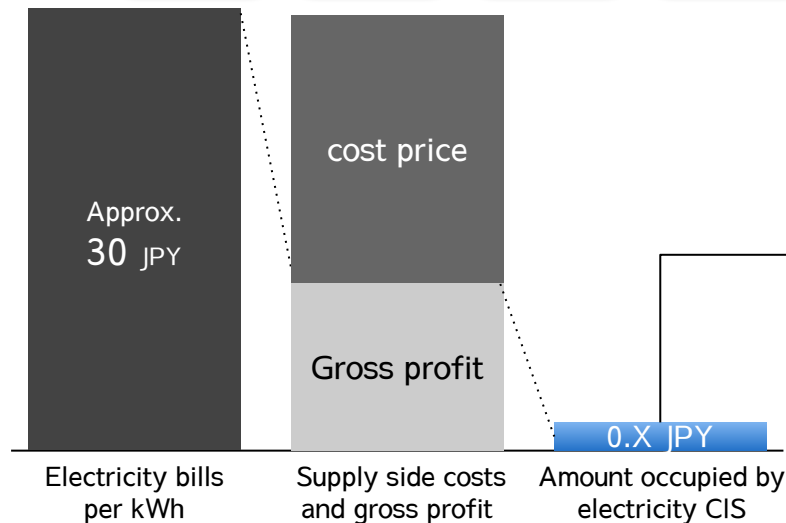 Approx.
30 JPY
cost price
Gross profit
0.X JPY
Electricity bills
per kWh
Supply side costs
and gross profit
Amount occupied by
electricity CIS